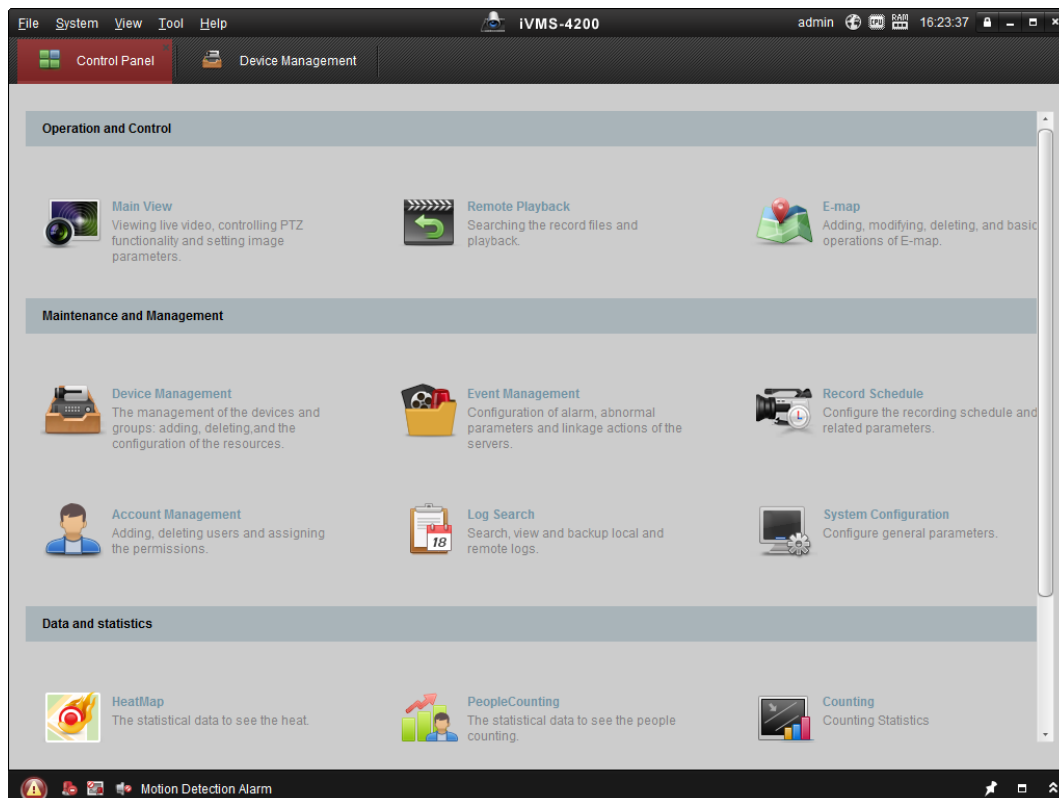 File System View Tool Help iVMS-4200 admin CPU RAM 16:23:37
Control Panel Device Management
Operation and Control
Main View
Viewing live video, controlling PTZ
functionality and setting image
parameters.
Remote Playback
Searching the record files and
playback.
E-map
Adding, modifying, deleting, and basic
operations of E-map.
Maintenance and Management
Device Management
The management of the devices and
groups: adding, deleting,and the
configuration of the resources.
Event Management
Configuration of alarm, abnormal
parameters and linkage actions of the
servers.
Record Schedule
Configure the recording schedule and
related parameters.
Account Management
Adding, deleting users and assigning
the permissions.
18
Log Search
Search, view and backup local and
remote logs.
System Configuration
Configure general parameters.
Data and statistics
HeatMap
The statistical data to see the heat.
PeopleCounting
The statistical data to see the people
counting.
Counting
Counting Statistics
Motion Detection Alarm